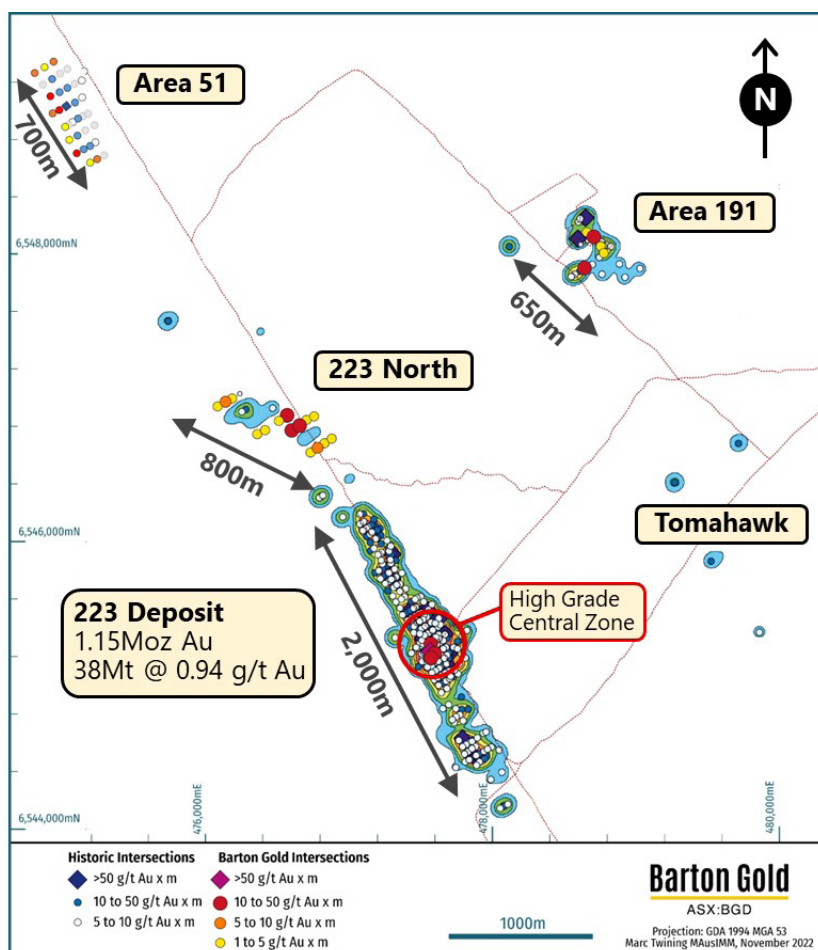 Area 51
N
700m
Area 191
6,548,000mN
650m
223 North
800m
Tomahawk
6,546,000mN
High Grade
Central Zone
223 Deposit
1.15Moz Au
38Mt @ 0.94 g/t Au
2,000m
476,000mE
478,000mE
480,000mE
6,544,000mN
Historic Intersections
>50 g/t Au x m
10 to 50 g/t Au x m
5 to 10 g/t Au x m
Barton Gold Intersections
>50 g/t Au x m
10 to 50 g/t Au x m
5 to 10 g/t Au x m
1 to 5 g/t Au x m
1000m
Barton Gold
ASX:BGD
Projection: GDA 1994 MGA 53
Marc Twining MAusIMM, November 2022